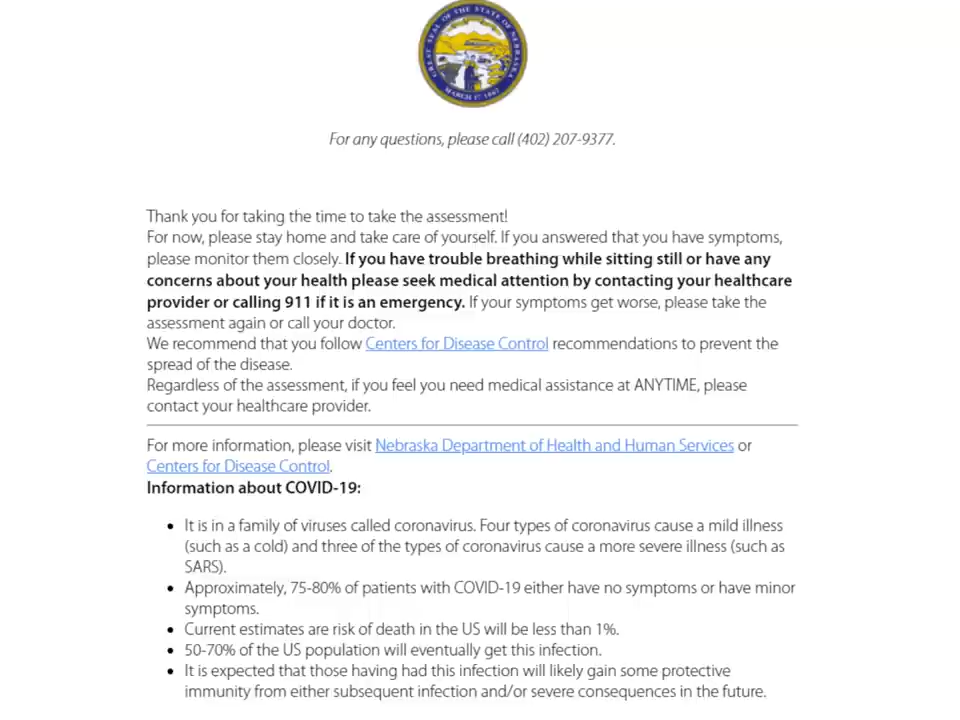 GREAT SEAL OF THE STATE OF NEBRASKA
MARCH 1ST 1867
For any questions, please call (402) 207-9377.
Thank you for taking the time to take the assessment!
For now, please stay home and take care of yourself. If you answered that you have symptoms,
please monitor them closely. If you have trouble breathing while sitting still or have any
concerns about your health please seek medical attention by contacting your healthcare
provider or calling 911 if it is an emergency. If your symptoms get worse, please take the
assessment again or call your doctor.
We recommend that you follow Centers for Disease Control recommendations to prevent the
spread of the disease.
Regardless of the assessment, if you feel you need medical assistance at ANYTIME, please
contact your healthcare provider.
For more information, please visit Nebraska Department of Health and Human Services or
Centers for Disease Control.
Information about COVID-19:
• It is in a family of viruses called coronavirus. Four types of coronavirus cause a mild illness
(such as a cold) and three of the types of coronavirus cause a more severe illness (such as
SARS).
• Approximately, 75-80% of patients with COVID-19 either have no symptoms or have minor
symptoms.
• Current estimates are risk of death in the US will be less than 1%.
• 50-70% of the US population will eventually get this infection.
• It is expected that those having had this infection will likely gain some protective
immunity from either subsequent infection and/or severe consequences in the future.